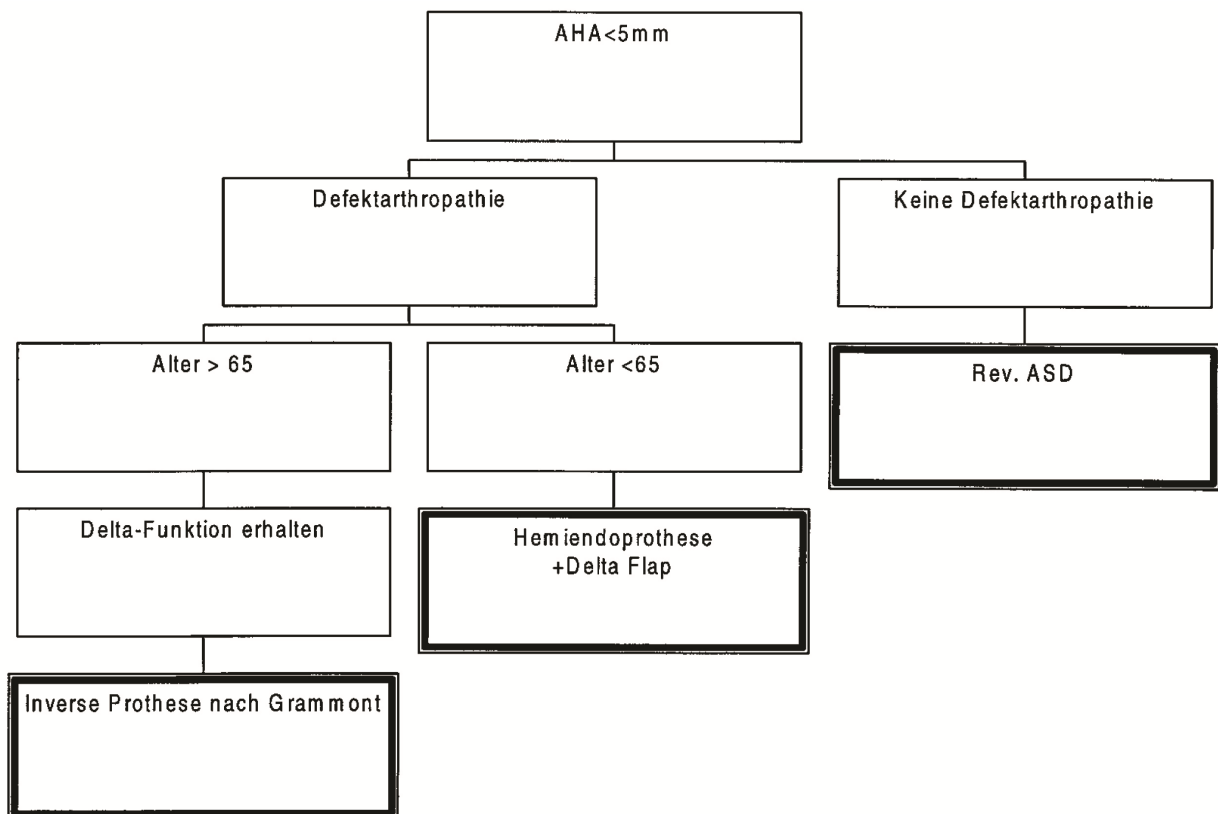 AHA<5mm
Defektarthropathie
Keine Defektarthropathie
Alter > 65
Alter <65
Rev. ASD
Delta-Funktion erhalten
Hemiendoprothese
+Delta Flap
Inverse Prothese nach Grammont